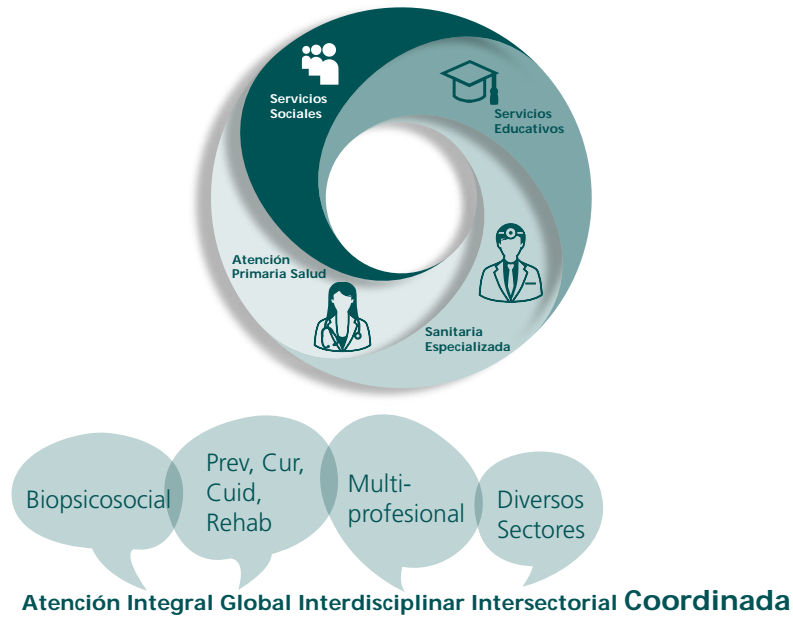 Servicios
Sociales
Servicios
Educativos
Atención
Primaria Salud
Sanitaria
Especializada
Biopsicosocial
Prev, Cur,
Cuid,
Rehab
Multi-
profesional
Diversos
Sectores
Atención Integral Global Interdisciplinar Intersectorial Coordinada